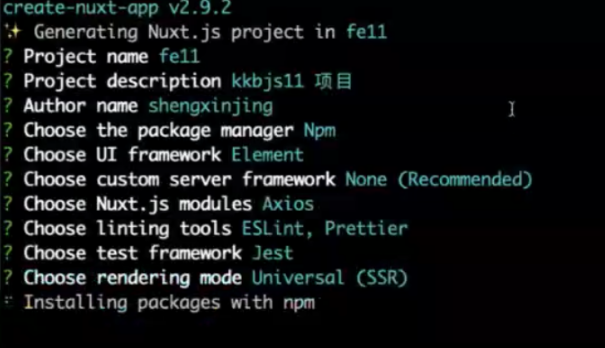 create-nuxt-app v2.9.2
✨ Generating Nuxt.js project in fe11
? Project name fe11
? Project description kkbjs11 项目
? Author name shengxinjing
? Choose the package manager Npm
? Choose UI framework Element
? Choose custom server framework None (Recommended)
? Choose Nuxt.js modules Axios
? Choose linting tools ESLint, Prettier
? Choose test framework Jest
? Choose rendering mode Universal (SSR)
Installing packages with npm